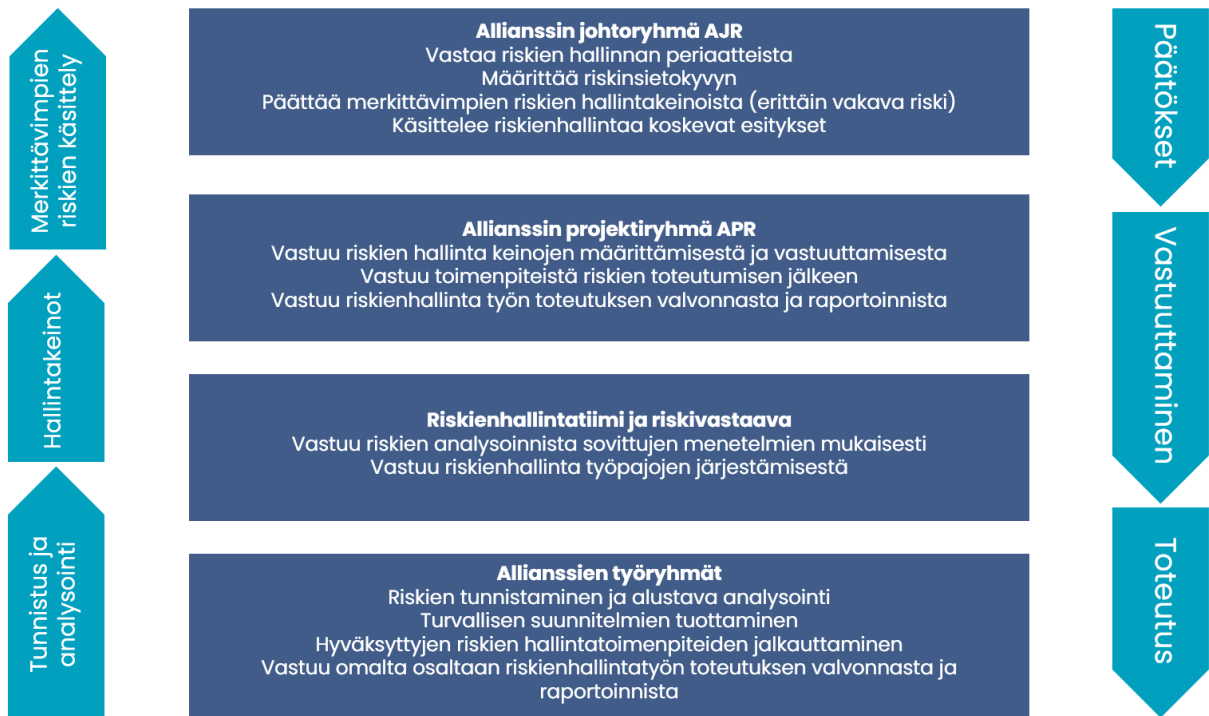 Merkittävimpien
riskien käsittely
Hallintakeinot
Tunnistus ja
analysointi
Allianssin johtoryhmä AJR
Vastaa riskien hallinnan periaatteista
Määrittää riskinsietokyvyn
Päättää merkittävimpien riskien hallintakeinoista (erittäin vakava riski)
Käsittelee riskienhallintaa koskevat esitykset
Allianssin projektiryhmä APR
Vastuu riskien hallinta keinojen määrittämisestä ja vastuuttamisesta
Vastuu toimenpiteistä riskien toteutumisen jälkeen
Vastuu riskienhallinta työn toteutuksen valvonnasta ja raportoinnista
Riskienhallintatiimi ja riskivastaava
Vastuu riskien analysoinnista sovittujen menetelmien mukaisesti
Vastuu riskienhallinta työpajojen järjestämisestä
Allianssien työryhmät
Riskien tunnistaminen ja alustava analysointi
Turvallisen suunnitelmien tuottaminen
Hyväksyttyjen riskien hallintatoimenpiteiden jalkauttaminen
Vastuu omalta osaltaan riskienhallintatyön toteutuksen valvonnasta ja
raportoinnista
Päätökset
Vastuuttaminen
Toteutus